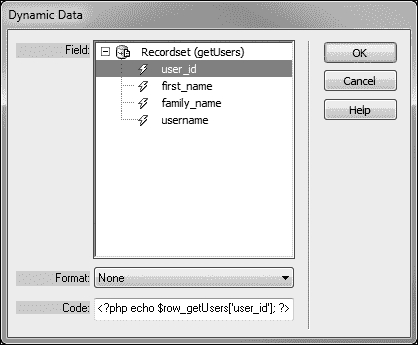 Dynamic Data
Field:
Recordset (getUsers)
user_id
first_name
family_name
username
OK
Cancel
Help
Format: None
Code: <?php echo $row_getUsers['user_id']; ?>